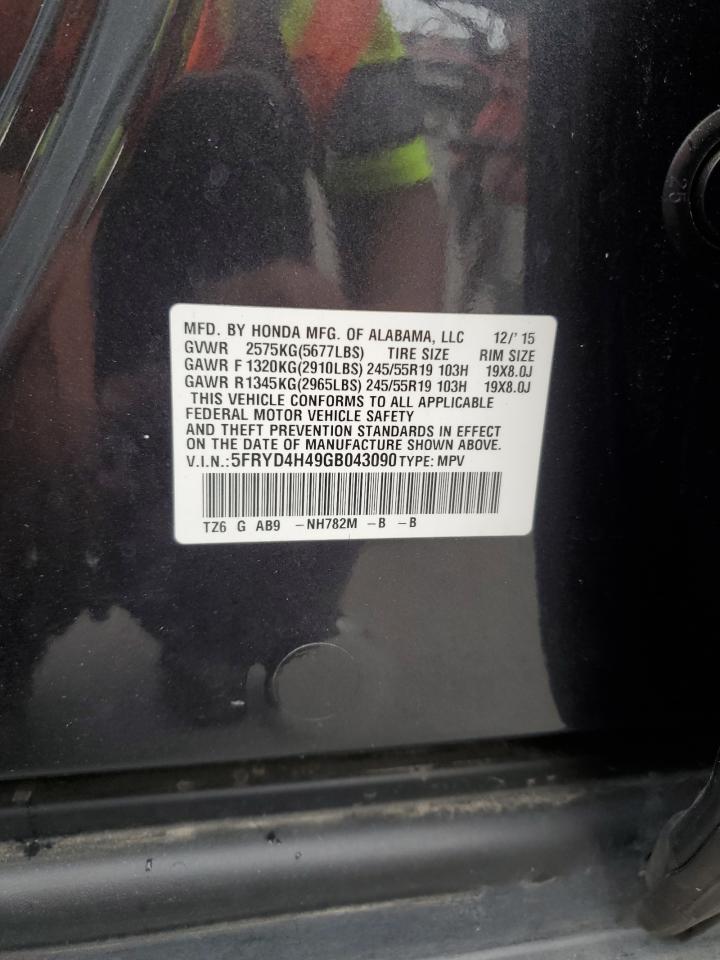 MFD. BY HONDA MFG. OF ALABAMA, LLC 12/' 15
GVWR 2575KG(5677LBS) TIRE SIZE RIM SIZE
GAWR F 1320KG(2910LBS) 245/55R19 103H 19X8.0J
GAWR R1345KG(2965LBS) 245/55R19 103H 19X8.0J
THIS VEHICLE CONFORMS TO ALL APPLICABLE
FEDERAL MOTOR VEHICLE SAFETY
AND THEFT PREVENTION STANDARDS IN EFFECT
ON THE DATE OF MANUFACTURE SHOWN ABOVE.
V.I.N.:5FRYD4H49GB043090 TYPE: MPV
TZ6 G AB9 -NH782M -B -B
25